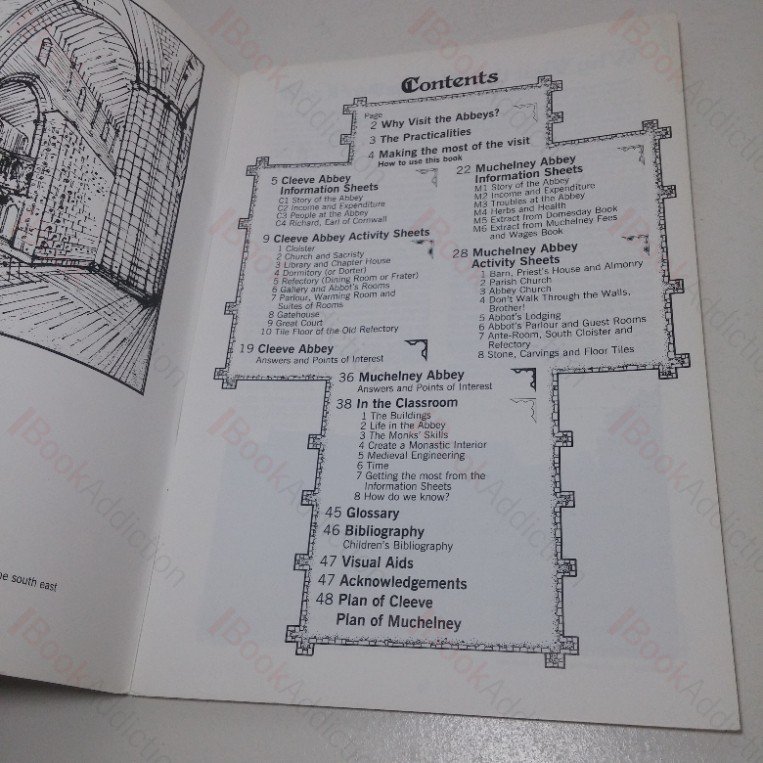 Contents
Page
2 Why Visit the Abbeys?
3 The Practicalities
4 Making the most of the visit
How to use this book
5 Cleeve Abbey
Information Sheets
C1 Story of the Abbey
C2 Income and Expenditure
C3 People at the Abbey
C4 Richard, Earl of Cornwall
9 Cleeve Abbey Activity Sheets
1 Cloister
2 Church and Sacristy
3 Library and Chapter House
4 Dormitory (or Dorter)
5 Refectory (Dining Room or Frater)
6 Gallery and Abbot's Rooms
7 Parlour, Warming Room and
Suites of Rooms
8 Gatehouse
9 Great Court
10 Tile Floor of the Old Refectory
19 Cleeve Abbey
Answers and Points of Interest
22 Muchelney Abbey
Information Sheets
M1 Story of the Abbey
M2 Income and Expenditure
M3 Troubles at the Abbey
M4 Herbs and Health
M5 Extract from Domesday Book
M6 Extract from Muchelney Fees
and Wages Book
28 Muchelney Abbey
Activity Sheets
1 Barn, Priest's House and Almonry
2 Parish Church
3 Abbey Church
4 Don't Walk Through the Walls,
Brother!
5 Abbot's Lodging
6 Abbot's Parlour and Guest Rooms
7 Ante-Room, South Cloister and
Refectory
8 Stone, Carvings and Floor Tiles
36 Muchelney Abbey
Answers and Points of Interest
38 In the Classroom
1 The Buildings
2 Life in the Abbey
3 The Monks' Skills
4 Create a Monastic Interior
5 Medieval Engineering
6 Time
7 Getting the most from the
Information Sheets
8 How do we know?
45 Glossary
46 Bibliography
Children's Bibliography
47 Visual Aids
47 Acknowledgements
48 Plan of Cleeve
Plan of Muchelney
south east
BookAddiction